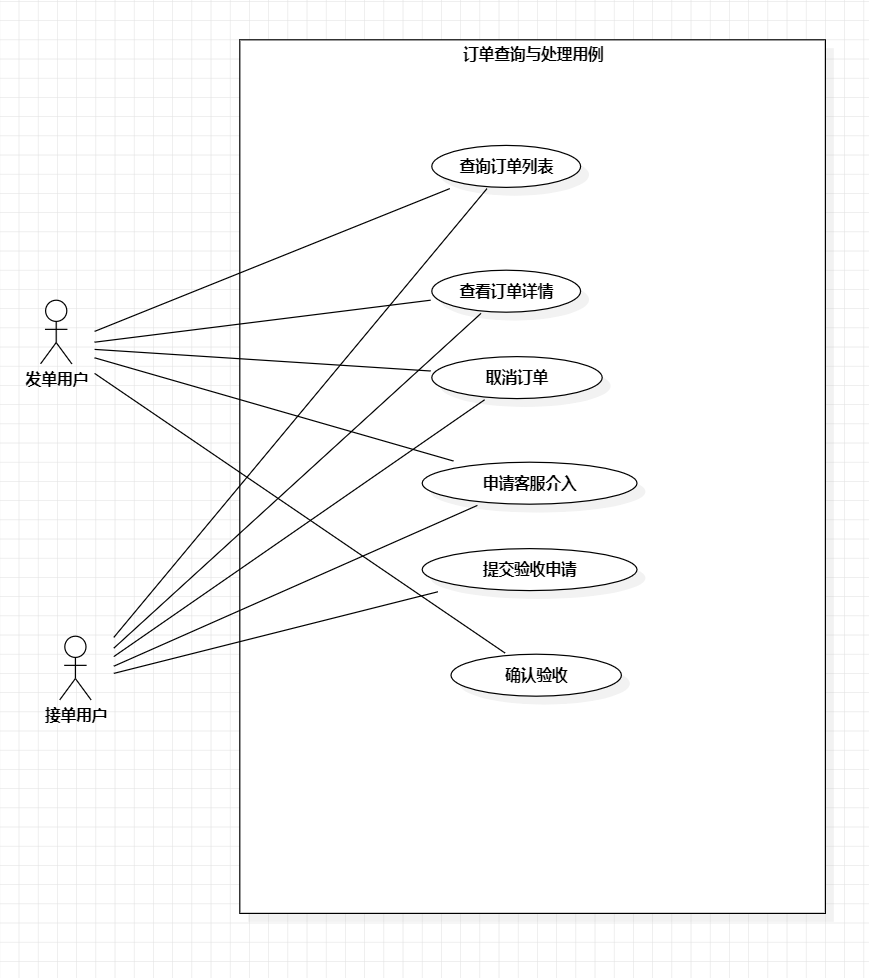 订单查询与处理用例
查询订单列表
查看订单详情
发单用户
取消订单
申请客服介入
提交验收申请
确认验收
接单用户